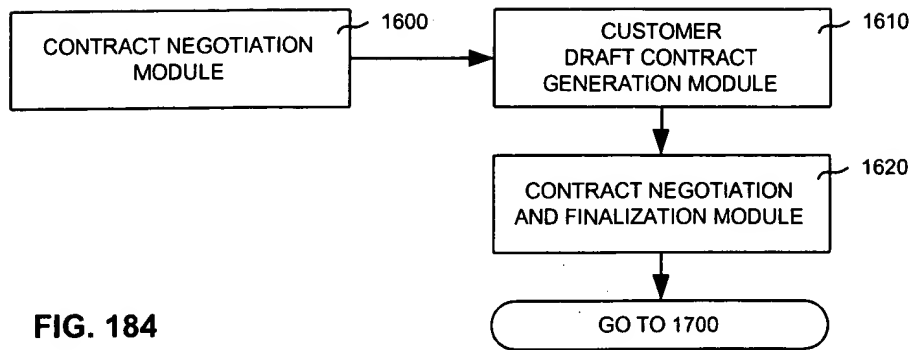 1600
CONTRACT NEGOTIATION
MODULE
1610
CUSTOMER
DRAFT CONTRACT
GENERATION MODULE
1620
CONTRACT NEGOTIATION
AND FINALIZATION MODULE
GO TO 1700
FIG. 184